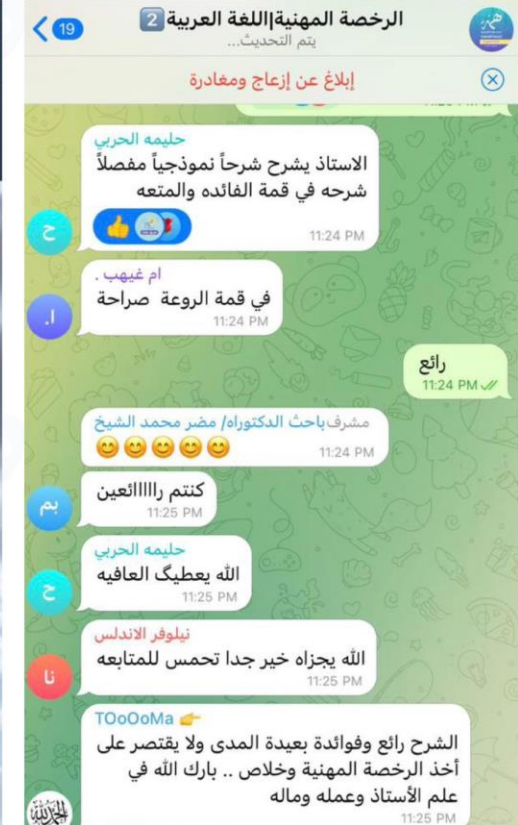 19
الرخصة المهنية|اللغة العربية 2️⃣
يتم التحديث...
إبلاغ عن إزعاج ومغادرة
حليمه الحربي
الاستاذ يشرح شرحاً نموذجياً مفصلاً
شرحه في قمة الفائده والمتعه
11:24 PM
ح
ام غيهب .
في قمة الروعة صراحة
11:24 PM
ا.
رائع
11:24 PM
مشرف باحث الدكتوراه/ مضر محمد الشيخ
😊😊😊😊😊
11:24 PM
كنتم رااااائعين
11:25 PM
بم
حليمه الحربي
الله يعطيگ العافيه
11:25 PM
ح
نيلوفر الاندلس
الله يجزاه خير جدا تحمس للمتابعه
11:25 PM
نا
TOoOoMa 👉
الشرح رائع وفوائدة بعيدة المدى ولا يقتصر على
أخذ الرخصة المهنية وخلاص .. بارك الله في
علم الأستاذ وعمله وماله
11:25 PM